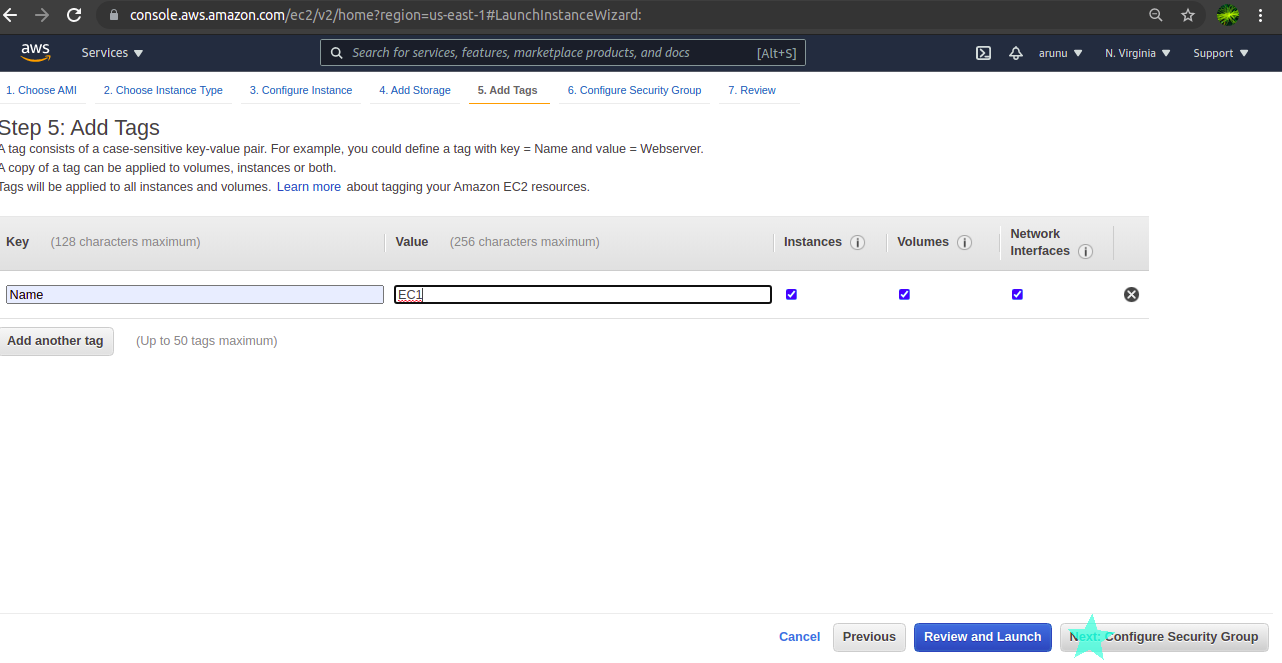 console.aws.amazon.com/ec2/v2/home?region=us-east-1#LaunchInstanceWizard:
aws Services Search for services, features, marketplace products, and docs [Alt+S] arunu N. Virginia Support
1. Choose AMI 2. Choose Instance Type 3. Configure Instance 4. Add Storage 5. Add Tags 6. Configure Security Group 7. Review
Step 5: Add Tags
A tag consists of a case-sensitive key-value pair. For example, you could define a tag with key = Name and value = Webserver.
A copy of a tag can be applied to volumes, instances or both.
Tags will be applied to all instances and volumes. Learn more about tagging your Amazon EC2 resources.
Key (128 characters maximum) Value (256 characters maximum) Instances Volumes Network
Interfaces
Name EC1
Add another tag (Up to 50 tags maximum)
Cancel Previous Review and Launch Next: Configure Security Group